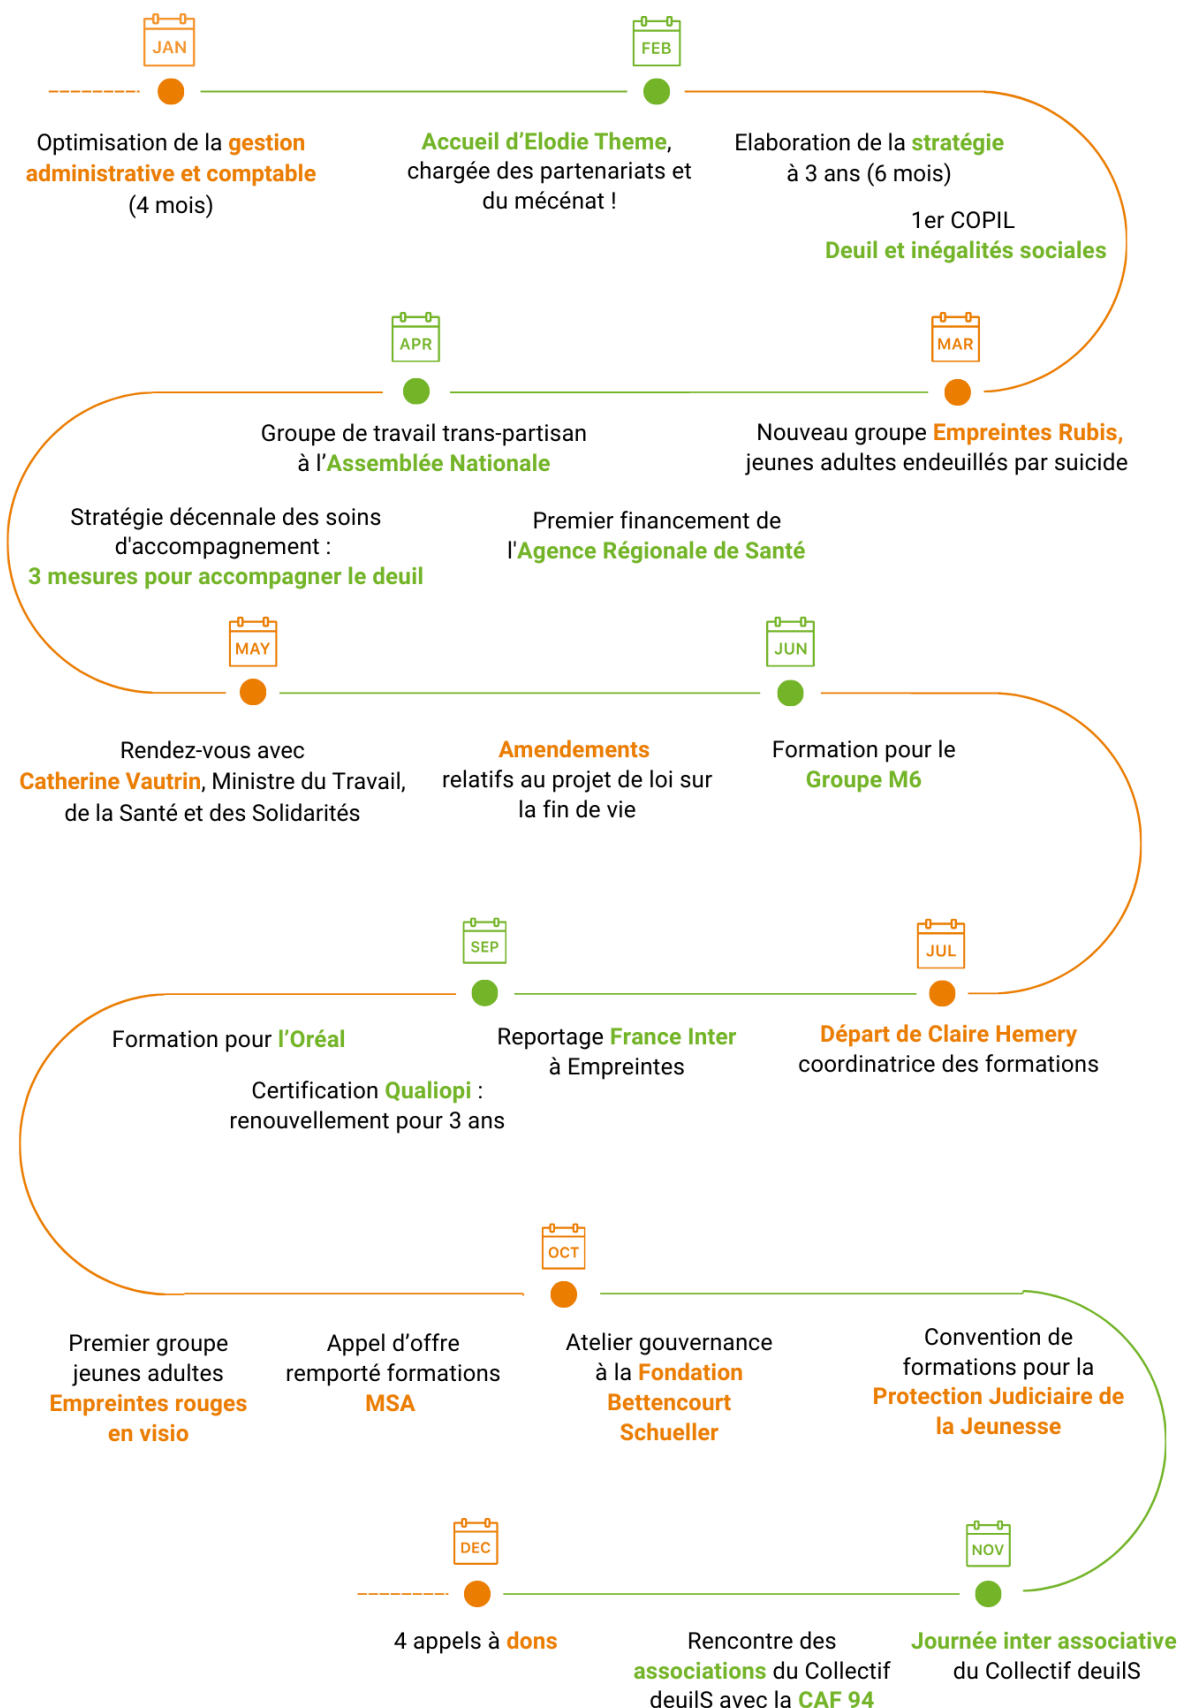 JAN
FEB
Optimisation de la gestion
administrative et comptable
(4 mois)
Accueil d’Elodie Theme,
chargée des partenariats et
du mécénat !
Elaboration de la stratégie
à 3 ans (6 mois)
1er COPIL
Deuil et inégalités sociales
MAR
APR
Nouveau groupe Empreintes Rubis,
jeunes adultes endeuillés par suicide
Groupe de travail trans-partisan
à l’Assemblée Nationale
Premier financement de
l'Agence Régionale de Santé
Stratégie décennale des soins
d'accompagnement :
3 mesures pour accompagner le deuil
MAY
JUN
Rendez-vous avec
Catherine Vautrin, Ministre du Travail,
de la Santé et des Solidarités
Amendements
relatifs au projet de loi sur
la fin de vie
Formation pour le
Groupe M6
JUL
SEP
Départ de Claire Hemery
coordinatrice des formations
Reportage France Inter
à Empreintes
Formation pour l’Oréal
Certification Qualiopi :
renouvellement pour 3 ans
OCT
Premier groupe
jeunes adultes
Empreintes rouges
en visio
Appel d’offre
remporté formations
MSA
Atelier gouvernance
à la Fondation
Bettencourt
Schueller
Convention de
formations pour la
Protection Judiciaire de
la Jeunesse
NOV
DEC
Journée inter associative
du Collectif deuilS
Rencontre des
associations du Collectif
deuilS avec la CAF 94
4 appels à dons